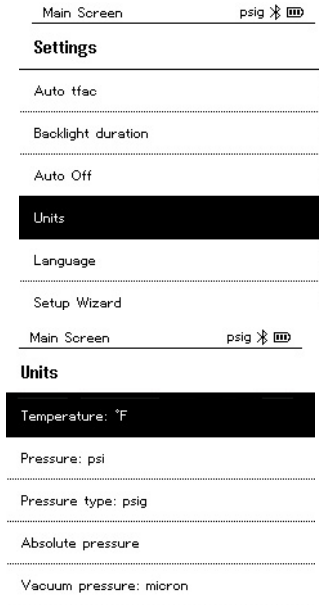 Main Screen psig
Settings
Auto tfac
Backlight duration
Auto Off
Units
Language
Setup Wizard
Main Screen psig
Units
Temperature: °F
Pressure: psi
Pressure type: psig
Absolute pressure
Vacuum pressure: micron